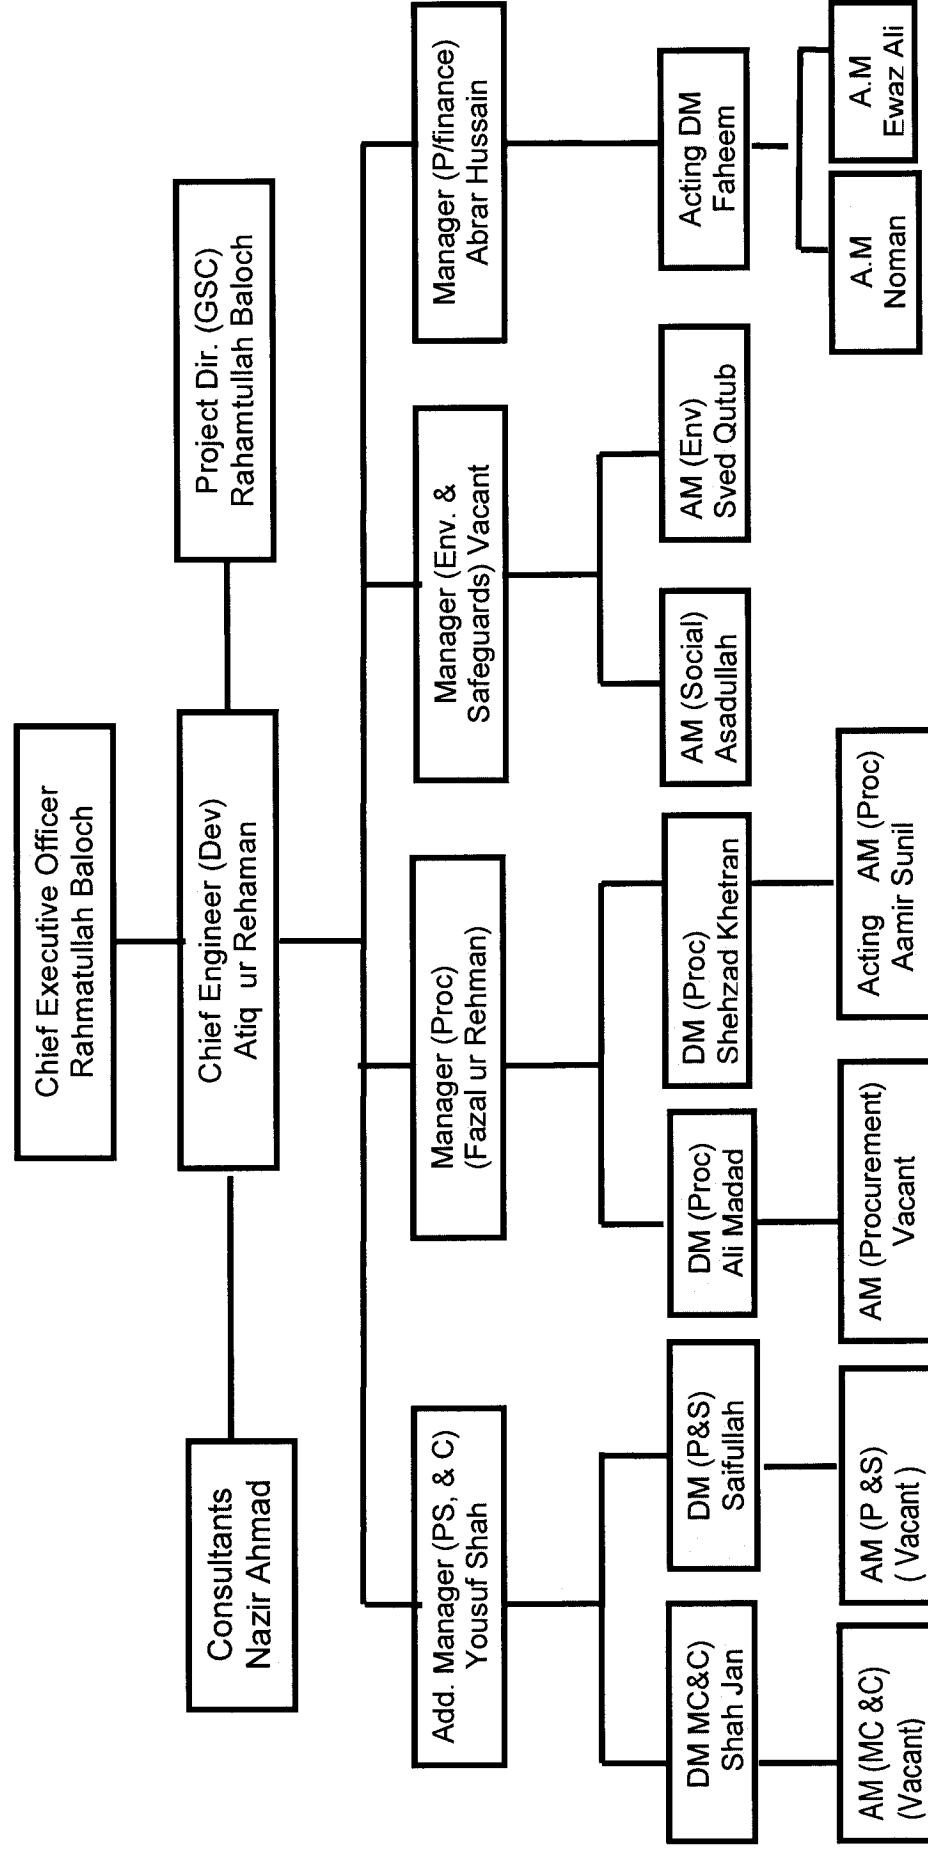 Chief Executive Officer
Rahmatullah Baloch
Consultants
Nazir Ahmad
Chief Engineer (Dev)
Atiq ur Rehaman
Project Dir. (GSC)
Rahamtullah Baloch
Add. Manager (PS, & C)
Yousuf Shah
Manager (Proc)
(Fazal ur Rehman)
Manager (Env. &
Safeguards) Vacant
Manager (P/finance)
Abrar Hussain
DM MC&C)
Shah Jan
DM (P&S)
Saifullah
DM (Proc)
Ali Madad
DM (Proc)
Shehzad Khetran
AM (Social)
Asadullah
AM (Env)
Sved Qutub
Acting DM
Faheem
AM (MC &C)
(Vacant)
AM (P &S)
( Vacant )
AM (Procurement)
Vacant
Acting AM (Proc)
Aamir Sunil
A.M
Noman
A.M
Ewaz Ali